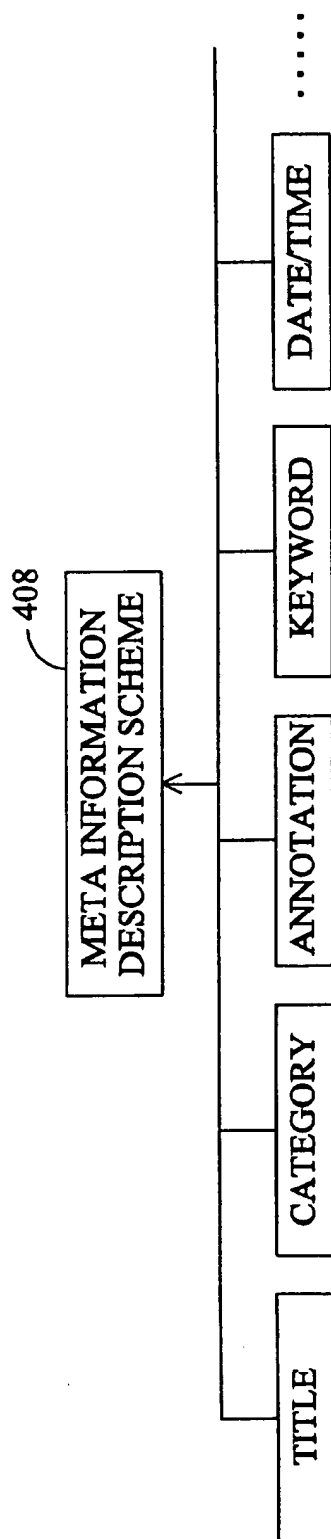 408
META INFORMATION
DESCRIPTION SCHEME
TITLE
CATEGORY
ANNOTATION
KEYWORD
DATE/TIME
.....